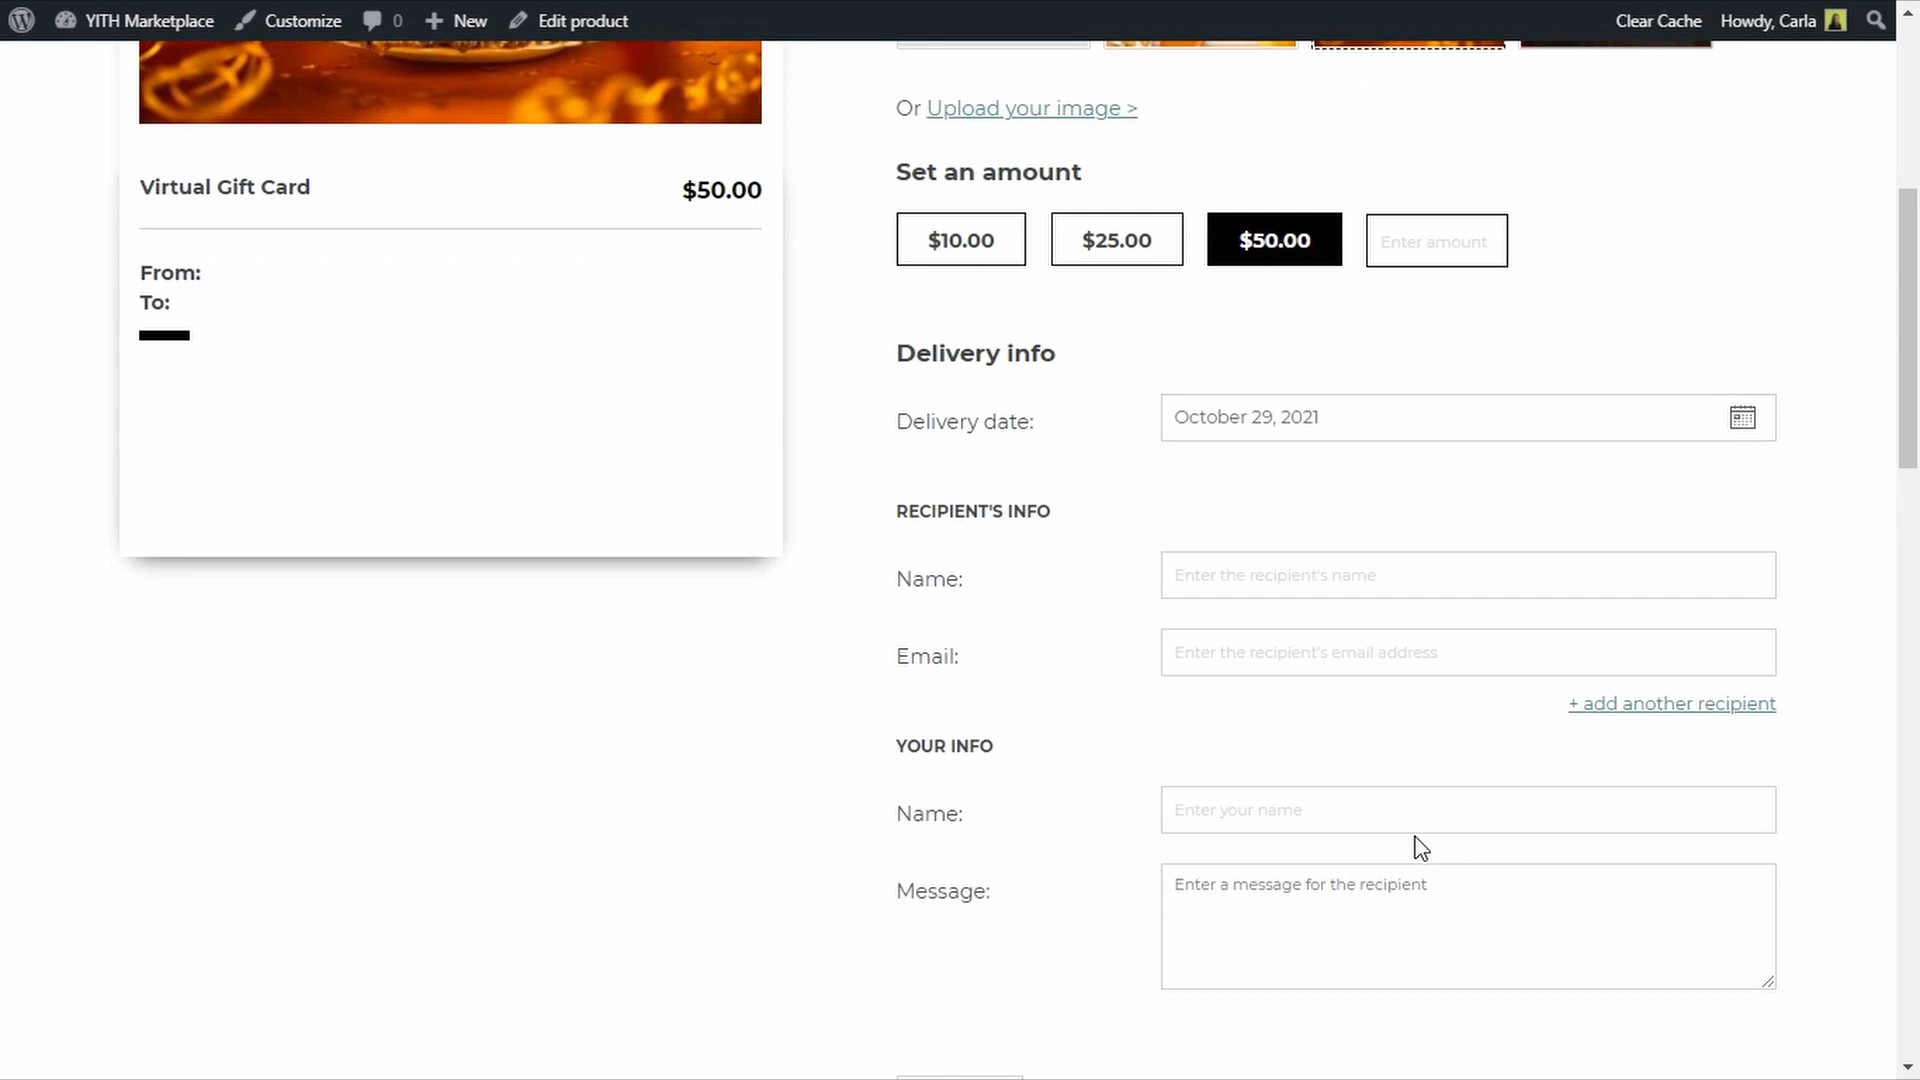 YITH Marketplace Customize 0 New Edit product Clear Cache Howdy, Carla
Or Upload your image >
Set an amount
Virtual Gift Card $50.00
$10.00 $25.00 $50.00 Enter amount
From:
To:
Delivery info
Delivery date: October 29, 2021
RECIPIENT'S INFO
Name: Enter the recipient's name
Email: Enter the recipient's email address
+ add another recipient
YOUR INFO
Name: Enter your name
Message: Enter a message for the recipient